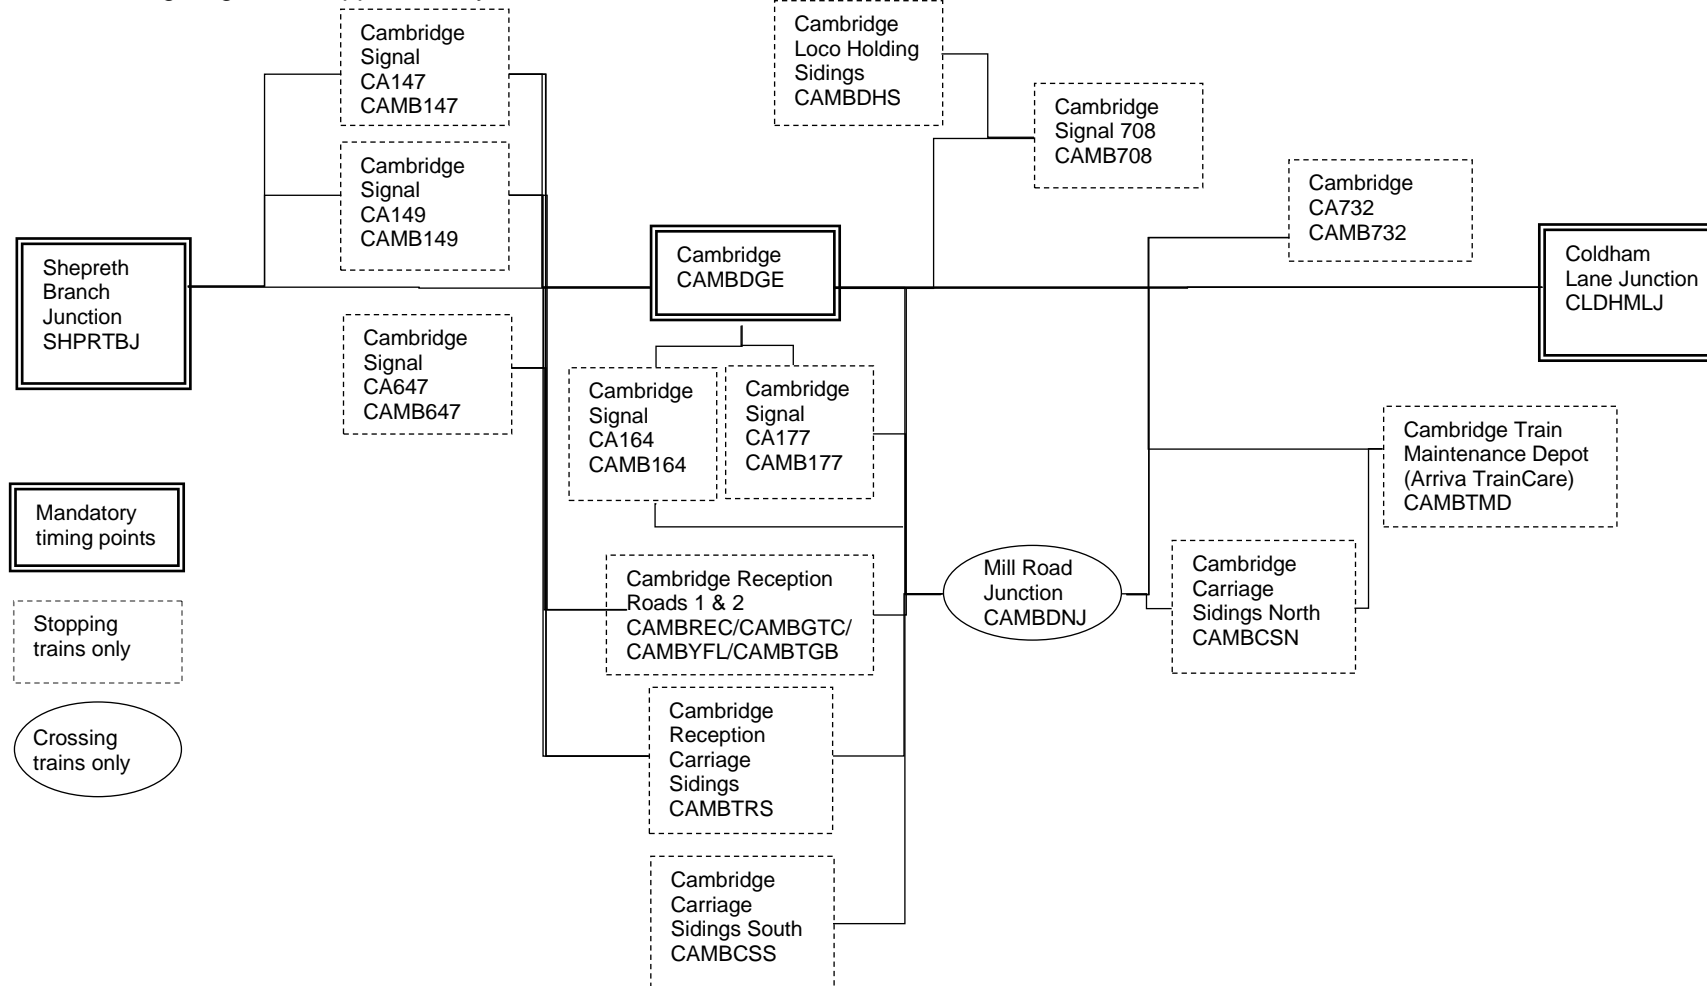 Cambridge
Signal
CA147
CAMB147
Cambridge
Loco Holding
Sidings
CAMBDHS
Cambridge
Signal 708
CAMB708
Cambridge
Signal
CA149
CAMB149
Cambridge
CA732
CAMB732
Shepreth
Branch
Junction
SHPRTBJ
Cambridge
CAMBDGE
Coldham
Lane Junction
CLDHMLJ
Cambridge
Signal
CA647
CAMB647
Cambridge
Signal
CA164
CAMB164
Cambridge
Signal
CA177
CAMB177
Cambridge Train
Maintenance Depot
(Arriva TrainCare)
CAMBTMD
Mandatory
timing points
Cambridge Reception
Roads 1 & 2
CAMBREC/CAMBGTC/
CAMBYFL/CAMBTGB
Mill Road
Junction
CAMBDNJ
Cambridge
Carriage
Sidings North
CAMBCSN
Stopping
trains only
Cambridge
Reception
Carriage
Sidings
CAMBTRS
Crossing
trains only
Cambridge
Carriage
Sidings South
CAMBCSS